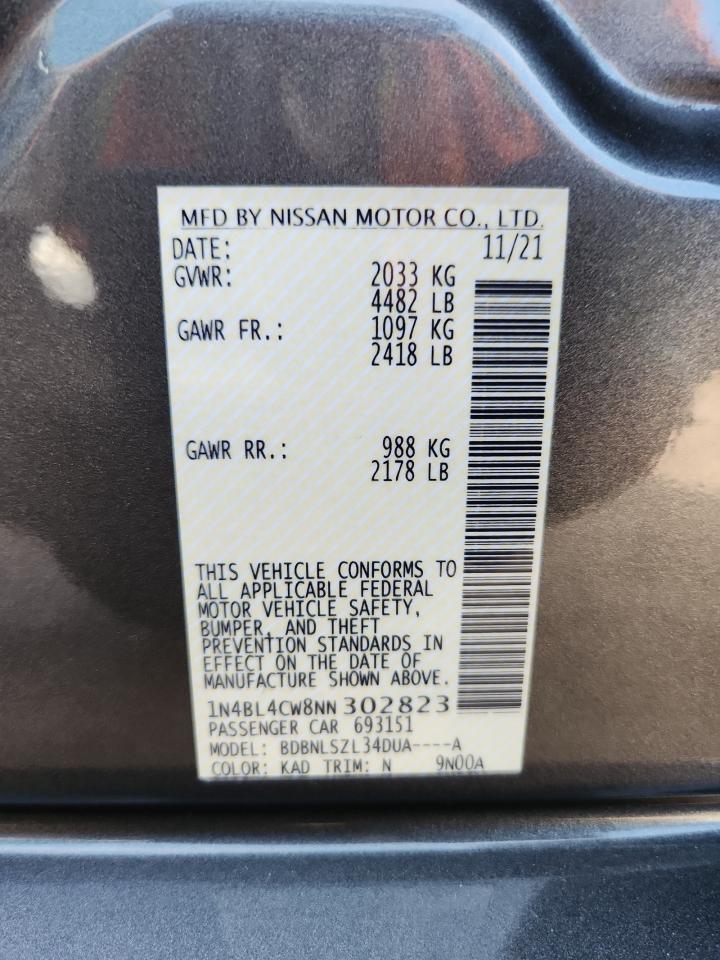 MFD BY NISSAN MOTOR CO., LTD.
DATE: 11/21
GVWR: 2033 KG
4482 LB
GAWR FR.: 1097 KG
2418 LB
GAWR RR.: 988 KG
2178 LB
THIS VEHICLE CONFORMS TO
ALL APPLICABLE FEDERAL
MOTOR VEHICLE SAFETY,
BUMPER, AND THEFT
PREVENTION STANDARDS IN
EFFECT ON THE DATE OF
MANUFACTURE SHOWN ABOVE.
1N4BL4CW8NN302823
PASSENGER CAR 693151
MODEL: BDBNLSZL34DUA----A
COLOR: KAD TRIM: N 9N00A